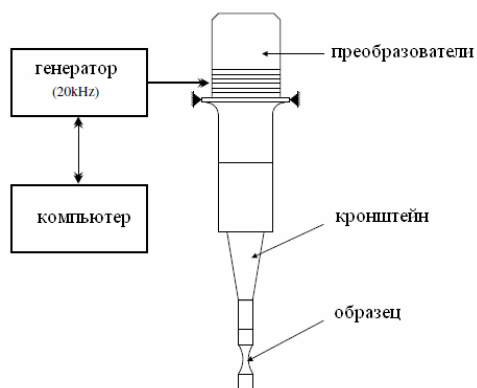 преобразователи
генератор
(20kHz)
компьютер
кронштейн
образец